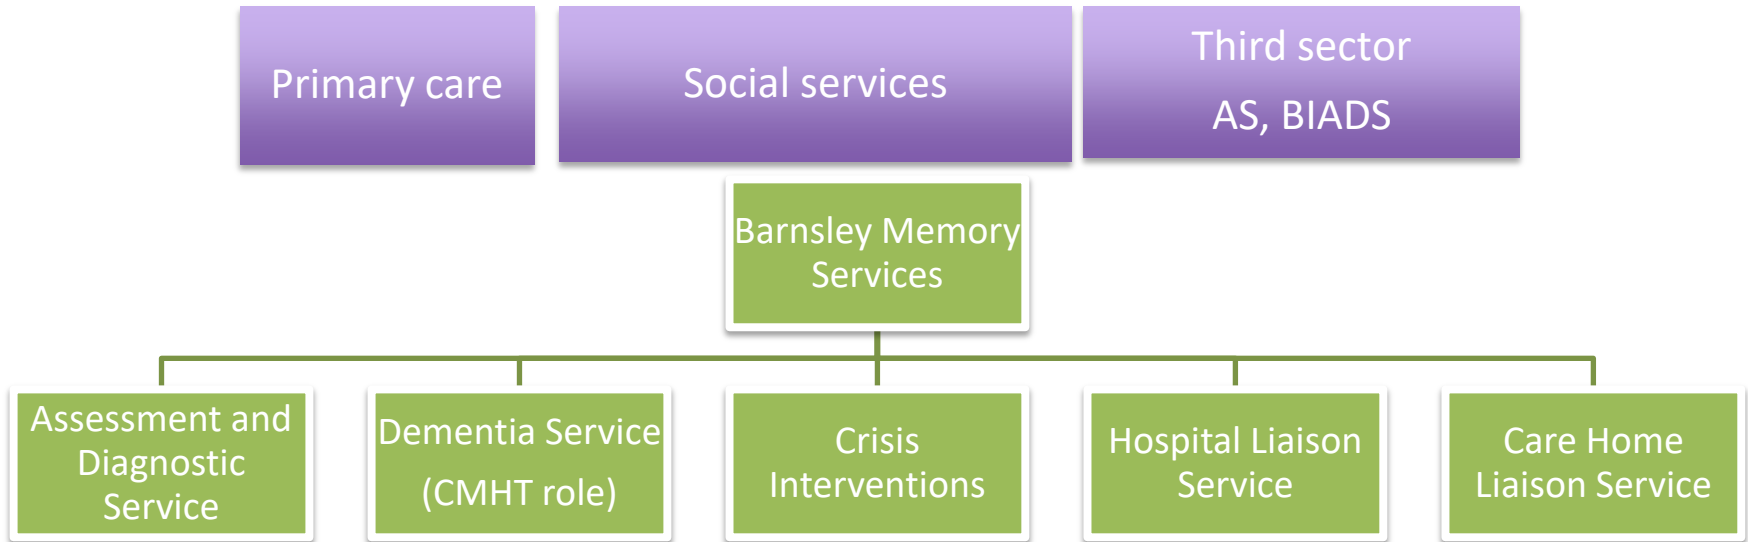 Primary care
Social services
Third sector
AS, BIADS
Barnsley Memory
Services
Assessment and
Diagnostic
Service
Dementia Service
(CMHT role)
Crisis
Interventions
Hospital Liaison
Service
Care Home
Liaison Service